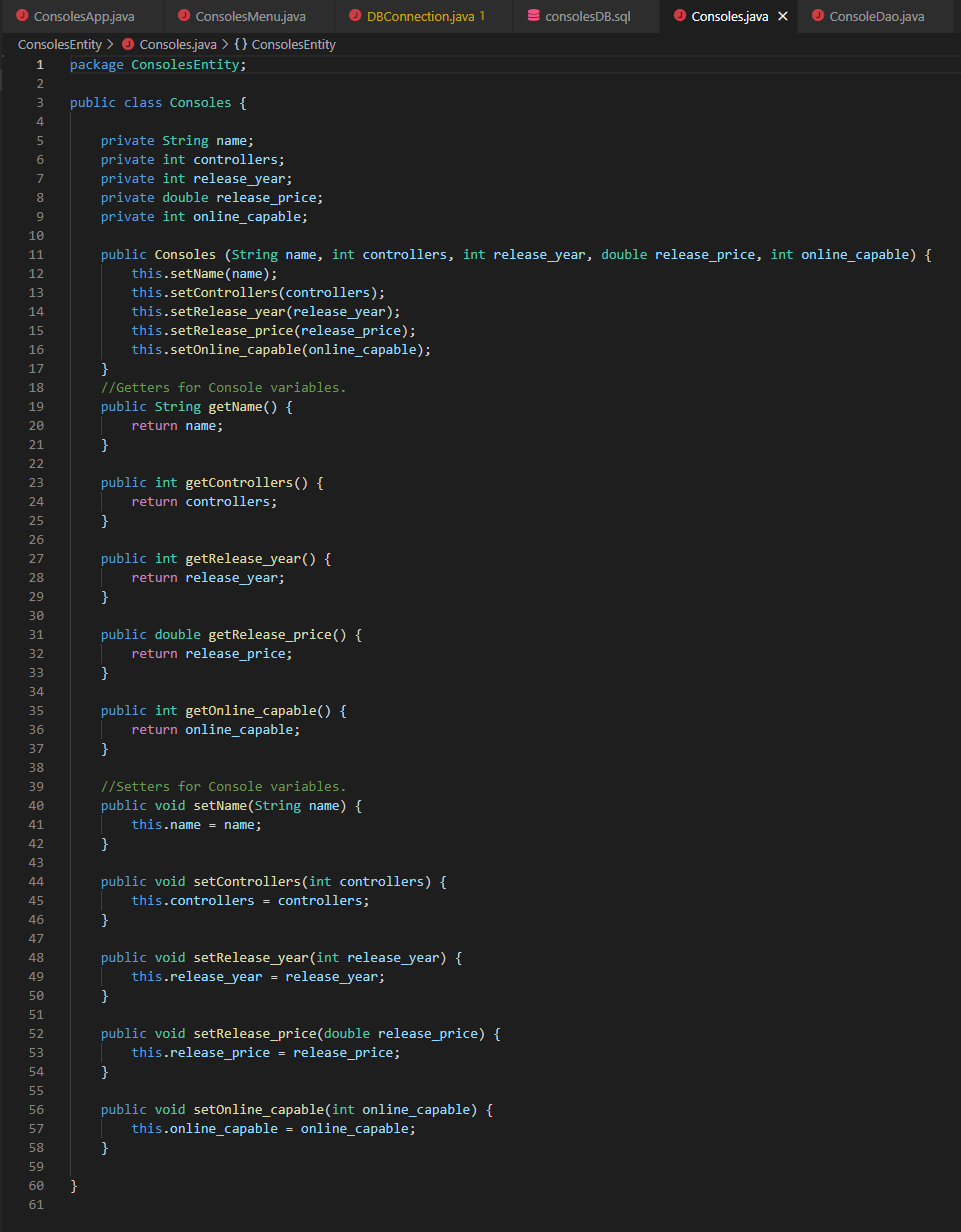 ConsolesApp.java ConsolesMenu.java DBConnection.java 1 consolesDB.sql Consoles.java ConsoleDao.java
ConsolesEntity > Consoles.java > {} ConsolesEntity
1 package ConsolesEntity;
2
3 public class Consoles {
4
5     private String name;
6     private int controllers;
7     private int release_year;
8     private double release_price;
9     private int online_capable;
10
11     public Consoles (String name, int controllers, int release_year, double release_price, int online_capable) {
12         this.setName(name);
13         this.setControllers(controllers);
14         this.setRelease_year(release_year);
15         this.setRelease_price(release_price);
16         this.setOnline_capable(online_capable);
17     }
18     //Getters for Console variables.
19     public String getName() {
20         return name;
21     }
22
23     public int getControllers() {
24         return controllers;
25     }
26
27     public int getRelease_year() {
28         return release_year;
29     }
30
31     public double getRelease_price() {
32         return release_price;
33     }
34
35     public int getOnline_capable() {
36         return online_capable;
37     }
38
39     //Setters for Console variables.
40     public void setName(String name) {
41         this.name = name;
42     }
43
44     public void setControllers(int controllers) {
45         this.controllers = controllers;
46     }
47
48     public void setRelease_year(int release_year) {
49         this.release_year = release_year;
50     }
51
52     public void setRelease_price(double release_price) {
53         this.release_price = release_price;
54     }
55
56     public void setOnline_capable(int online_capable) {
57         this.online_capable = online_capable;
58     }
59
60 }
61